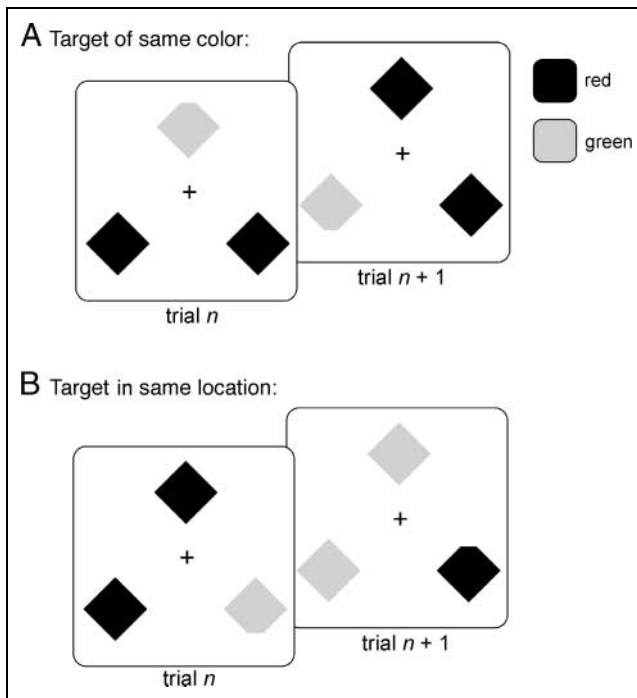 A Target of same color:
red
green
+
+
trial n
trial n + 1
B Target in same location:
+
+
trial n
trial n + 1